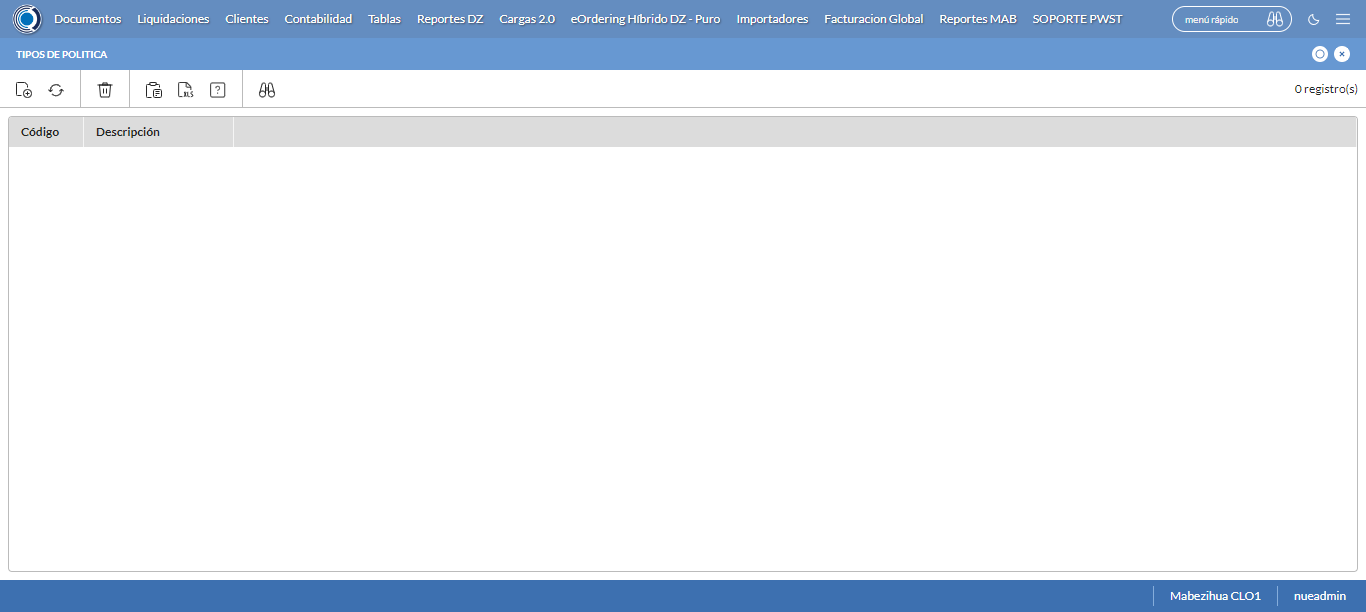 Documentos Liquidaciones Clientes Contabilidad Tablas Reportes DZ Cargas 2.0 eOrdering Híbrido DZ - Puro Importadores Facturacion Global Reportes MAB SOPORTE PWST menú rápido
TIPOS DE POLITICA
XLS ? 0 registro(s)
Código Descripción
Mabezihua CLO1 nueadmin